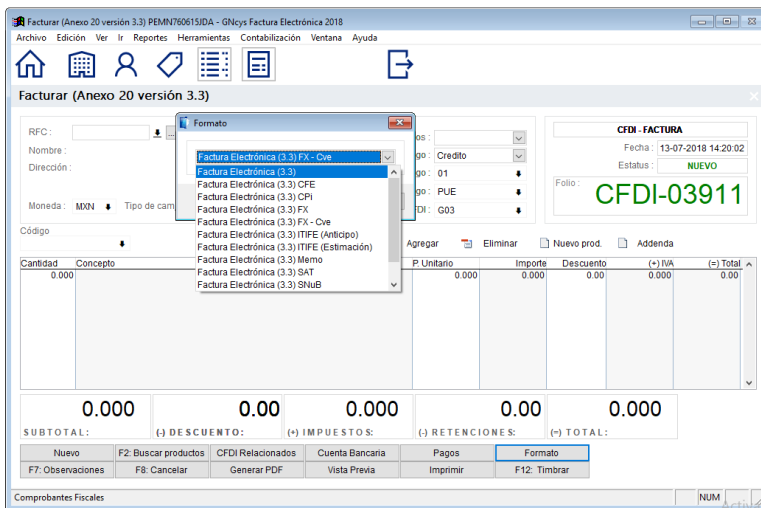 Facturar (Anexo 20 versión 3.3) PEMN760615JDA - GNcys Factura Electrónica 2018
Archivo Edición Ver Ir Reportes Herramientas Contabilización Ventana Ayuda
Facturar (Anexo 20 versión 3.3)
RFC :
Nombre :
Dirección :
Moneda : MXN Tipo de cam
Formato
Factura Electrónica (3.3) FX - Cve
Factura Electrónica (3.3)
Factura Electrónica (3.3) CFE
Factura Electrónica (3.3) CPi
Factura Electrónica (3.3) FX
Factura Electrónica (3.3) FX - Cve
Factura Electrónica (3.3) ITIFE (Anticipo)
Factura Electrónica (3.3) ITIFE (Estimación)
Factura Electrónica (3.3) Memo
Factura Electrónica (3.3) SAT
Factura Electrónica (3.3) SNuB
os :
go : Credito
go : 01
go : PUE
FDI : G03
CFDI - FACTURA
Fecha : 13-07-2018 14:20:02
Estatus : NUEVO
Folio :
CFDI-03911
Código
Agregar Eliminar Nuevo prod. Addenda
Cantidad Concepto P. Unitario Importe Descuento (+) IVA (=) Total
0.000 0.000 0.000 0.00 0.000 0.00
0.000 0.00 0.000 0.00 0.000
SUBTOTAL: (-) DESCUENTO: (+) IMPUESTOS: (-) RETENCIONES: (=) TOTAL:
Nuevo F2: Buscar productos CFDI Relacionados Cuenta Bancaria Pagos Formato
F7: Observaciones F8: Cancelar Generar PDF Vista Previa Imprimir F12: Timbrar
Comprobantes Fiscales NUM